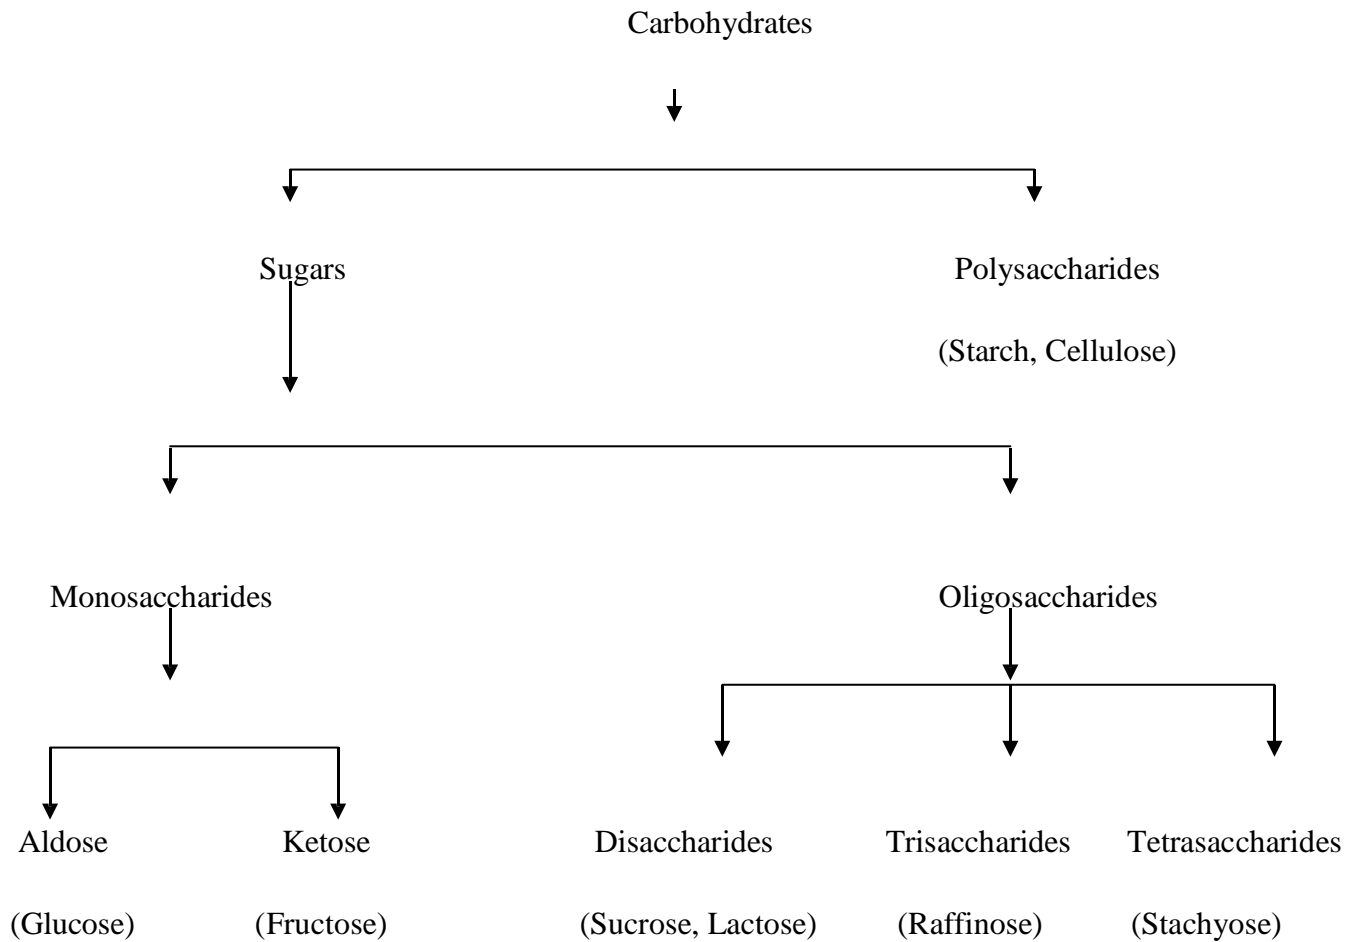 Carbohydrates
Sugars Polysaccharides
(Starch, Cellulose)
Monosaccharides Oligosaccharides
Aldose Ketose Disaccharides Trisaccharides Tetrasaccharides
(Glucose) (Fructose) (Sucrose, Lactose) (Raffinose) (Stachyose)